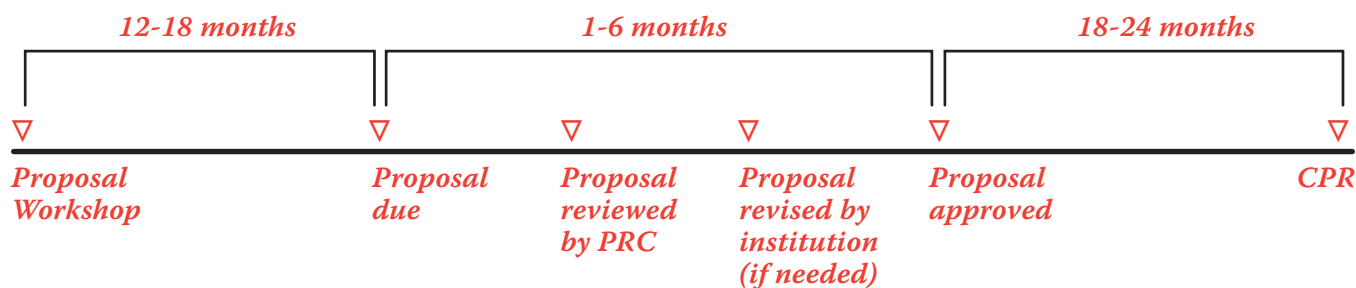 12-18 months
1-6 months
18-24 months
Proposal
Workshop
Proposal
due
Proposal
reviewed
by PRC
Proposal
revised by
institution
(if needed)
Proposal
approved
CPR